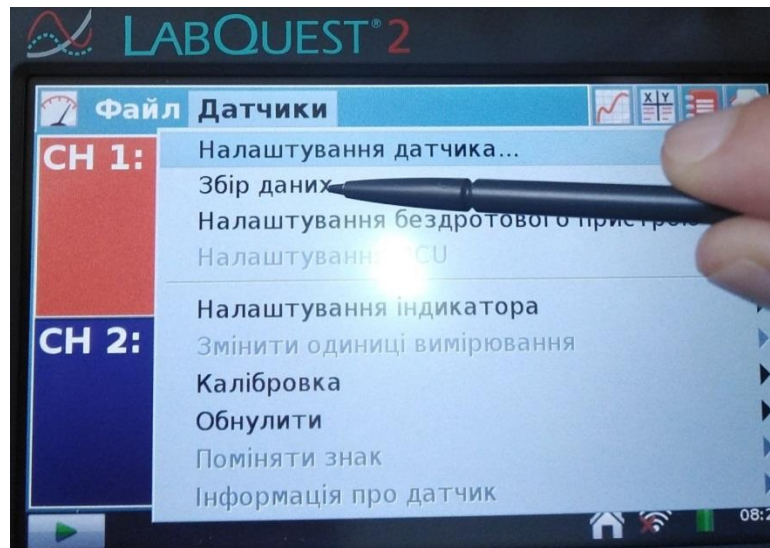 LABQUEST® 2
Файл Датчики
X Y
CH 1:
Налаштування датчика...
Збір даних
Налаштування бездротового
Налаштування
Налаштування індикатора
CH 2:
Змінити одиниці вимірювання
Калібровка
Обнулити
Поміняти знак
Інформація про датчик